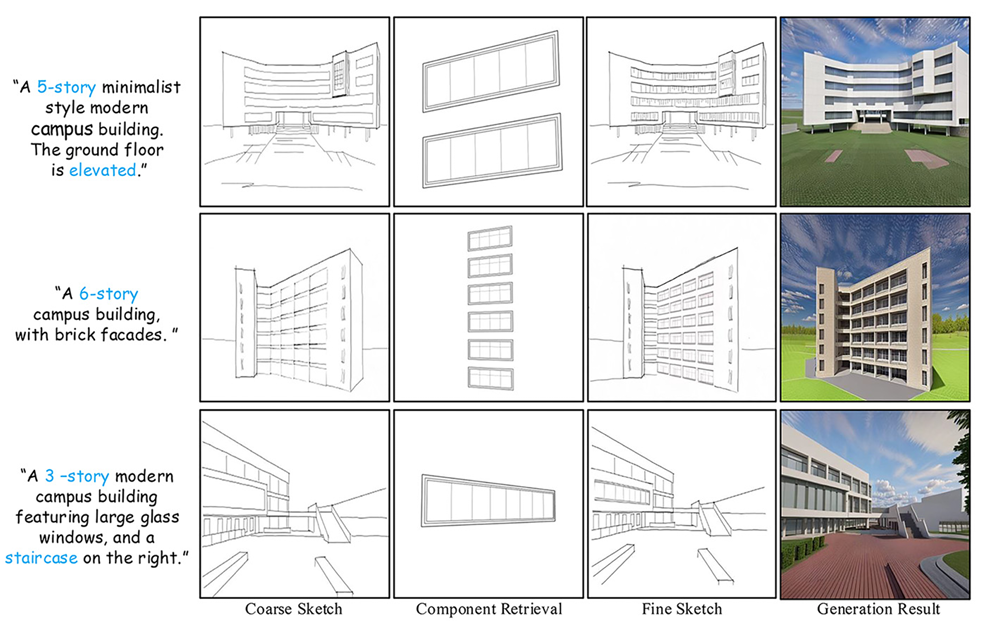 “A 5-story minimalist
style modern
campus building.
The ground floor
is elevated.”
“A 6-story
campus building,
with brick facades. ”
“A 3 –story modern
campus building
featuring large glass
windows, and a
staircase on the right.”
Coarse Sketch
Component Retrieval
Fine Sketch
Generation Result